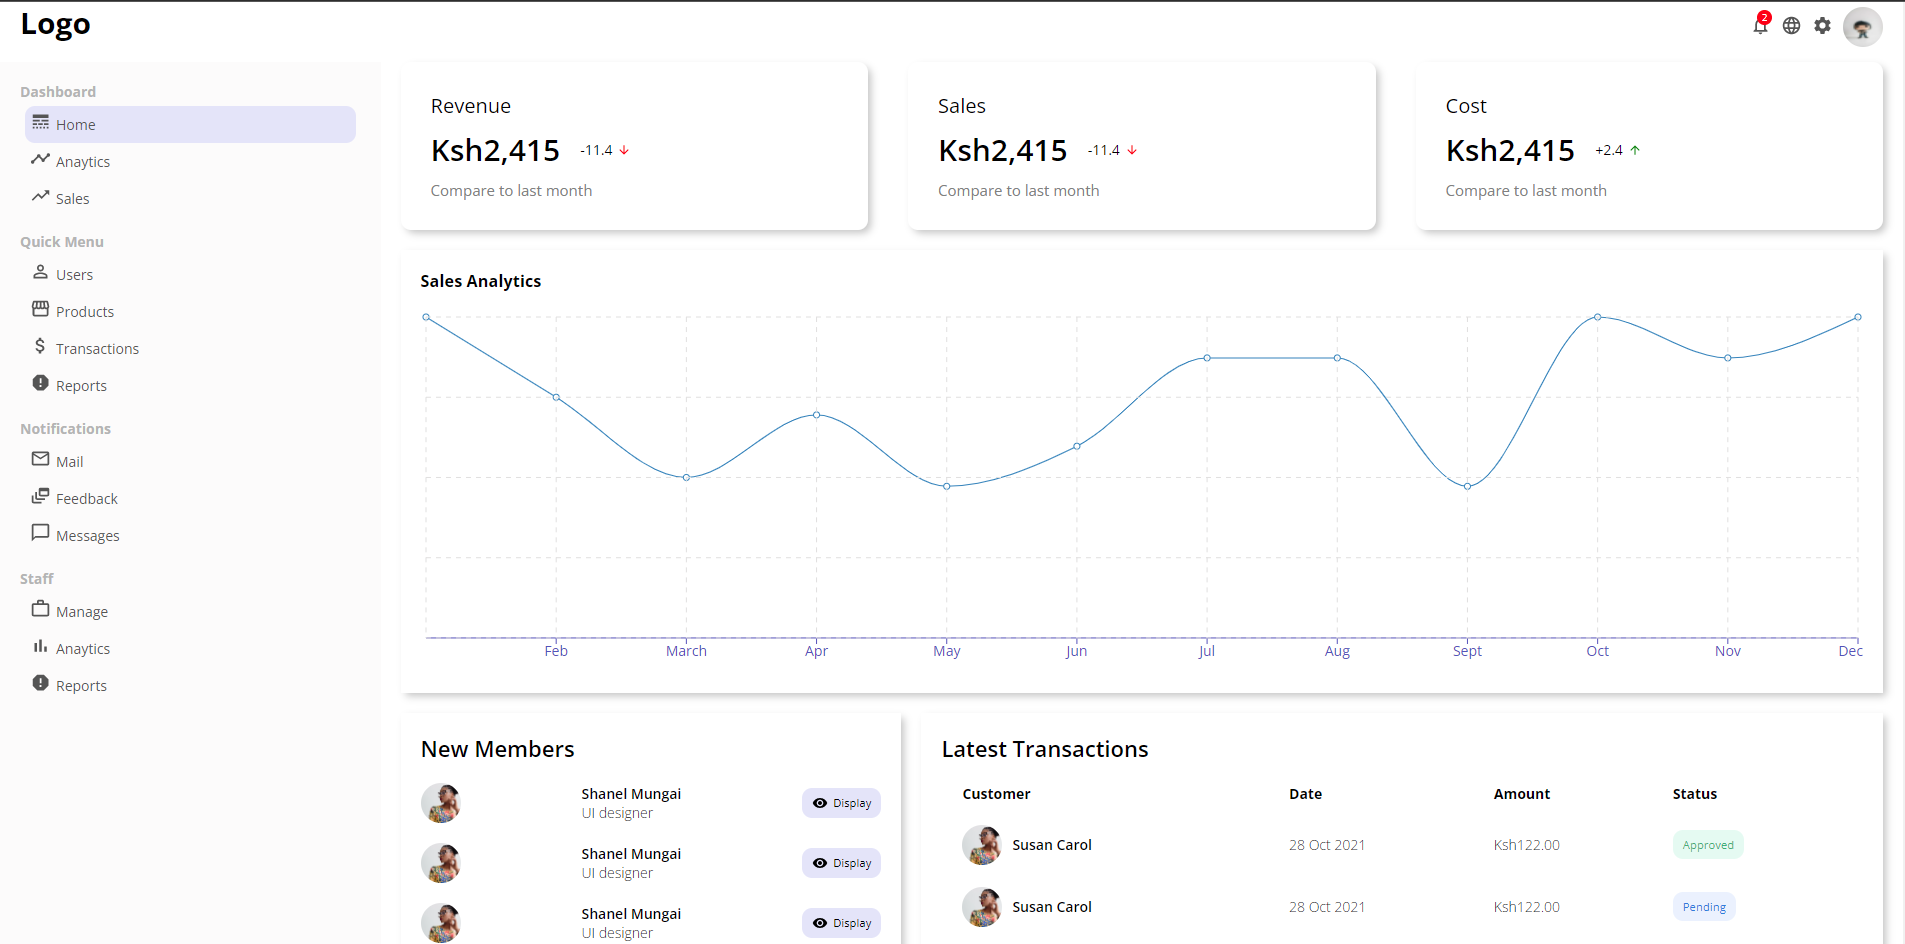 Logo
2
Dashboard
Home
Anaytics
Sales
Quick Menu
Users
Products
Transactions
Reports
Notifications
Mail
Feedback
Messages
Staff
Manage
Anaytics
Reports
Revenue
Ksh2,415 -11.4
Compare to last month
Sales
Ksh2,415 -11.4
Compare to last month
Cost
Ksh2,415 +2.4
Compare to last month
Sales Analytics
Feb March Apr May Jun Jul Aug Sept Oct Nov Dec
New Members
Shanel Mungai
UI designer
Display
Shanel Mungai
UI designer
Display
Shanel Mungai
UI designer
Display
Latest Transactions
Customer Date Amount Status
Susan Carol 28 Oct 2021 Ksh122.00 Approved
Susan Carol 28 Oct 2021 Ksh122.00 Pending